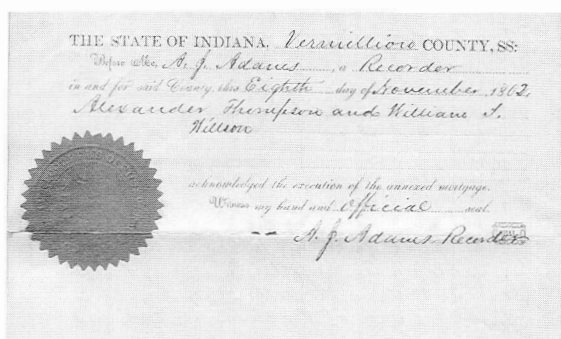 THE STATE OF INDIANA, Vermillion COUNTY, SS:
Before Me, A. J. Adams, a Recorder
in and for said County, this Eighth day of November, 1862,
Alexander Thompson and William T.
Willson
acknowledged the execution of the annexed mortgage.
Witness my hand and Official seal.
A. J. Adams Recorder